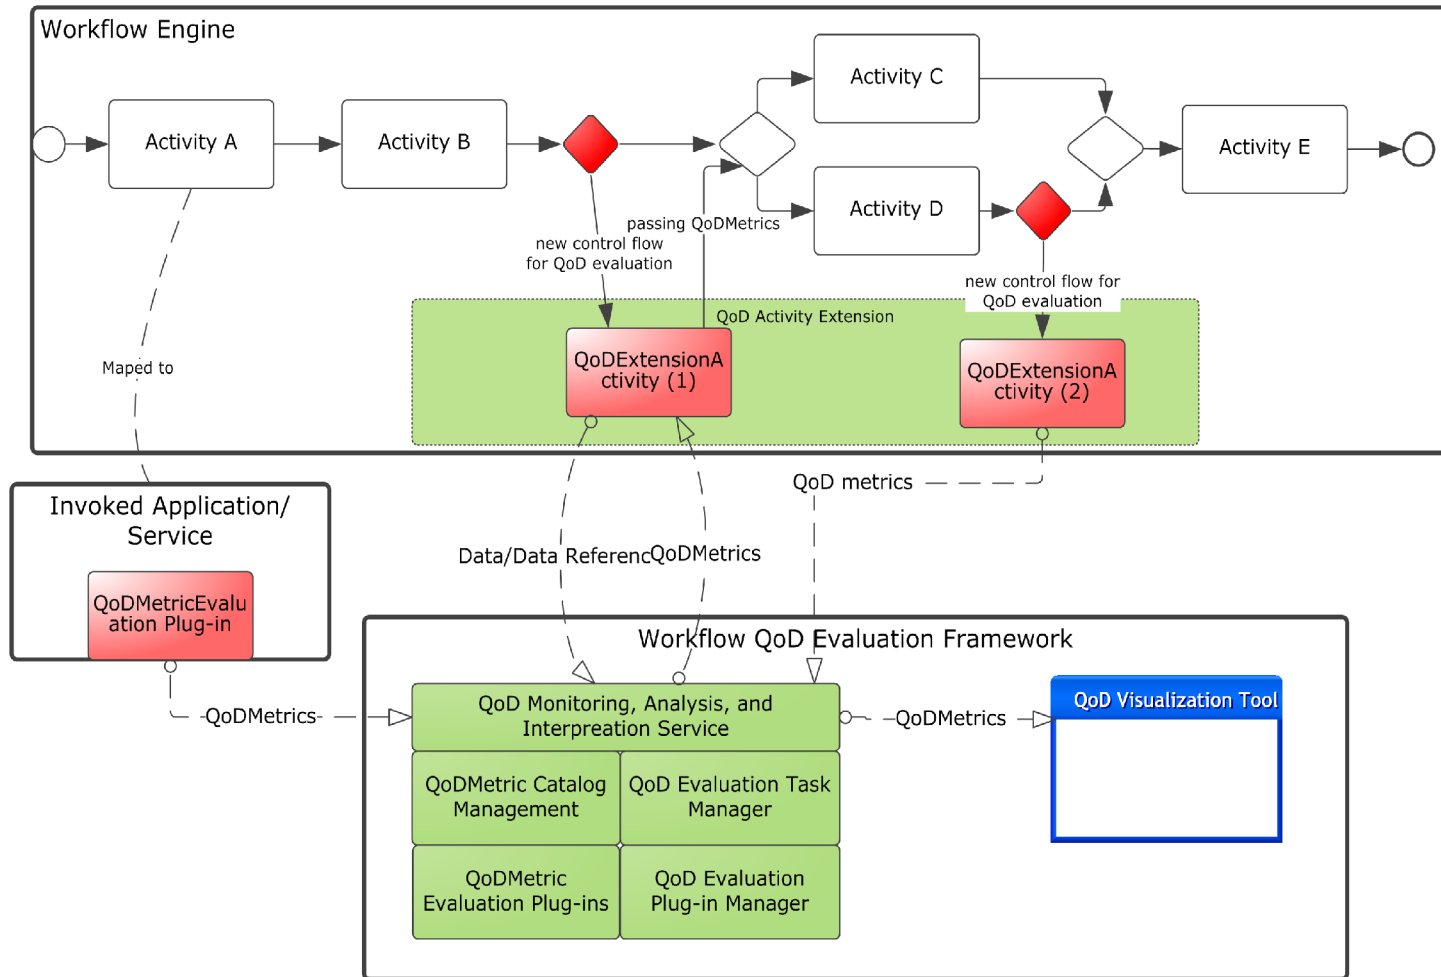 Workflow Engine
Activity C
Activity A
Activity B
Activity E
Activity D
passing QoDMetrics
new control flow
for QoD evaluation
new control flow for
QoD evaluation
QoD Activity Extension
QoDExtensionA
ctivity (1)
QoDExtensionA
ctivity (2)
Maped to
QoD metrics
Invoked Application/
Service
Data/Data Referenc
QoDMetrics
QoDMetricEvalu
ation Plug-in
Workflow QoD Evaluation Framework
QoDMetrics
QoD Monitoring, Analysis, and
Interpreation Service
QoDMetrics
QoD Visualization Tool
QoDMetric Catalog
Management
QoD Evaluation Task
Manager
QoDMetric
Evaluation Plug-ins
QoD Evaluation
Plug-in Manager